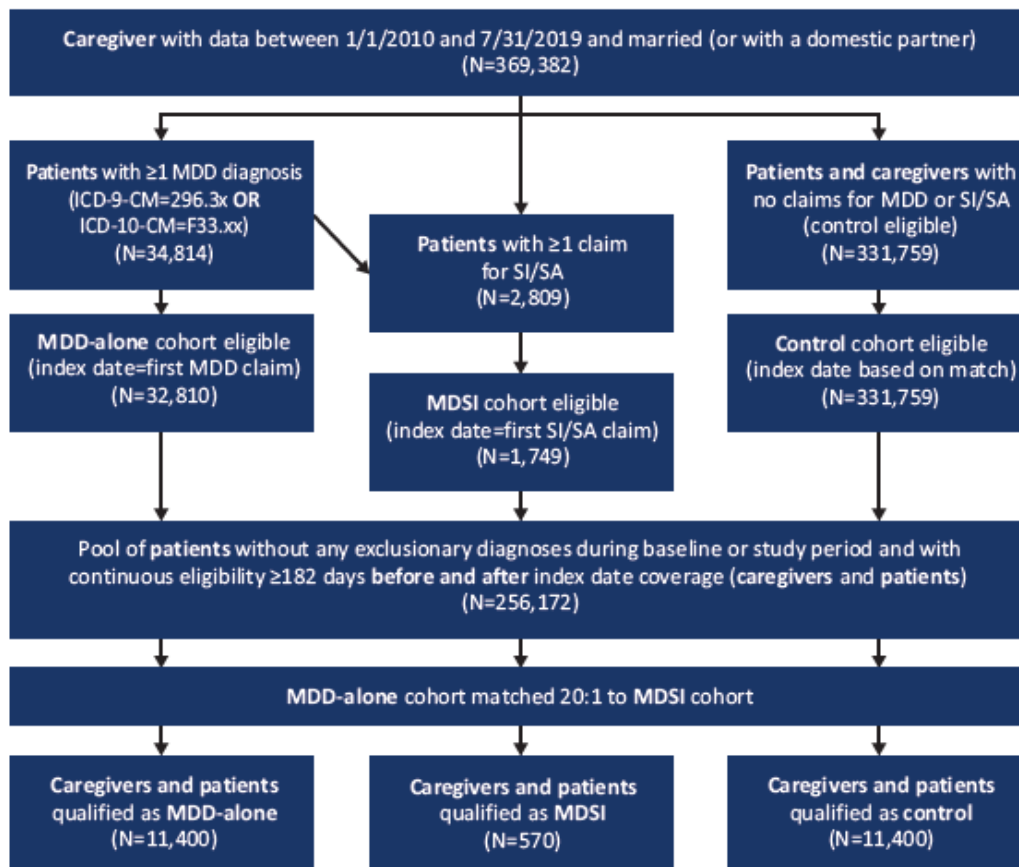 Caregiver with data between 1/1/2010 and 7/31/2019 and married (or with a domestic partner)
(N=369,382)
Patients with ≥1 MDD diagnosis
(ICD-9-CM=296.3x OR
ICD-10-CM=F33.xx)
(N=34,814)
Patients with ≥1 claim
for SI/SA
(N=2,809)
Patients and caregivers with
no claims for MDD or SI/SA
(control eligible)
(N=331,759)
MDD-alone cohort eligible
(index date=first MDD claim)
(N=32,810)
MDSI cohort eligible
(index date=first SI/SA claim)
(N=1,749)
Control cohort eligible
(index date based on match)
(N=331,759)
Pool of patients without any exclusionary diagnoses during baseline or study period and with
continuous eligibility ≥182 days before and after index date coverage (caregivers and patients)
(N=256,172)
MDD-alone cohort matched 20:1 to MDSI cohort
Caregivers and patients
qualified as MDD-alone
(N=11,400)
Caregivers and patients
qualified as MDSI
(N=570)
Caregivers and patients
qualified as control
(N=11,400)